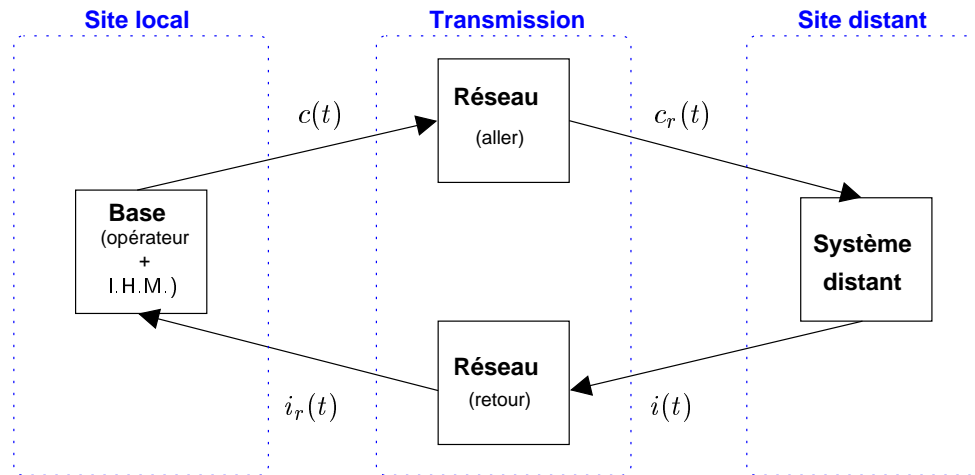 Site local
Transmission
Site distant
Réseau
(aller)
c(t)
c_r(t)
Base
(opérateur
+
I.H.M.)
Système
distant
Réseau
(retour)
i_r(t)
i(t)